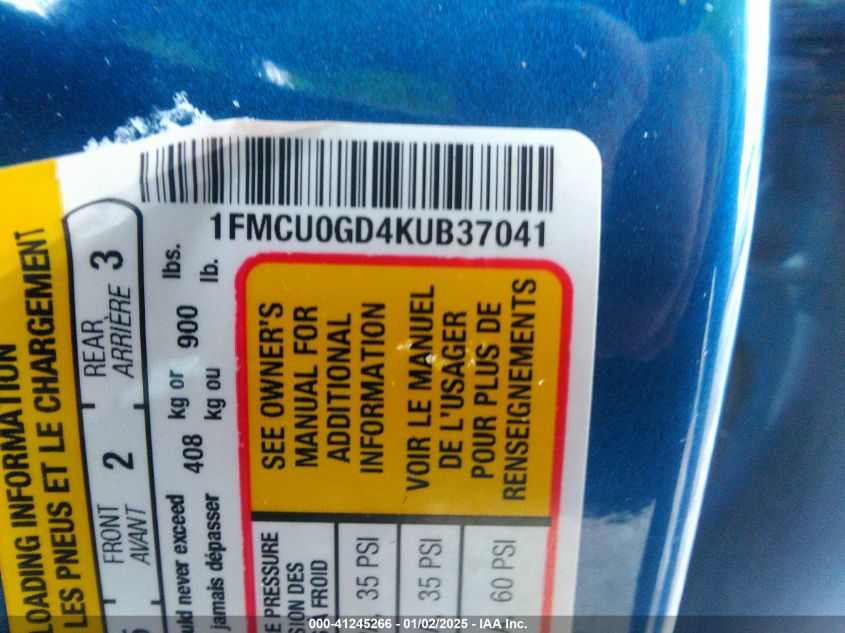 1FMCU0GD4KUB37041
LOADING INFORMATION
LES PNEUS ET LE CHARGEMENT
FRONT 2 REAR 3
AVANT ARRIÈRE
never exceed 408 kg or 900 lbs.
jamais dépasser kg ou lb.
SEE OWNER'S
MANUAL FOR
ADDITIONAL
INFORMATION
VOIR LE MANUEL
DE L'USAGER
POUR PLUS DE
RENSEIGNEMENTS
PRESSURE
DES
FROID
35 PSI
35 PSI
60 PSI
000-41245266 - 01/02/2025 - IAA Inc.